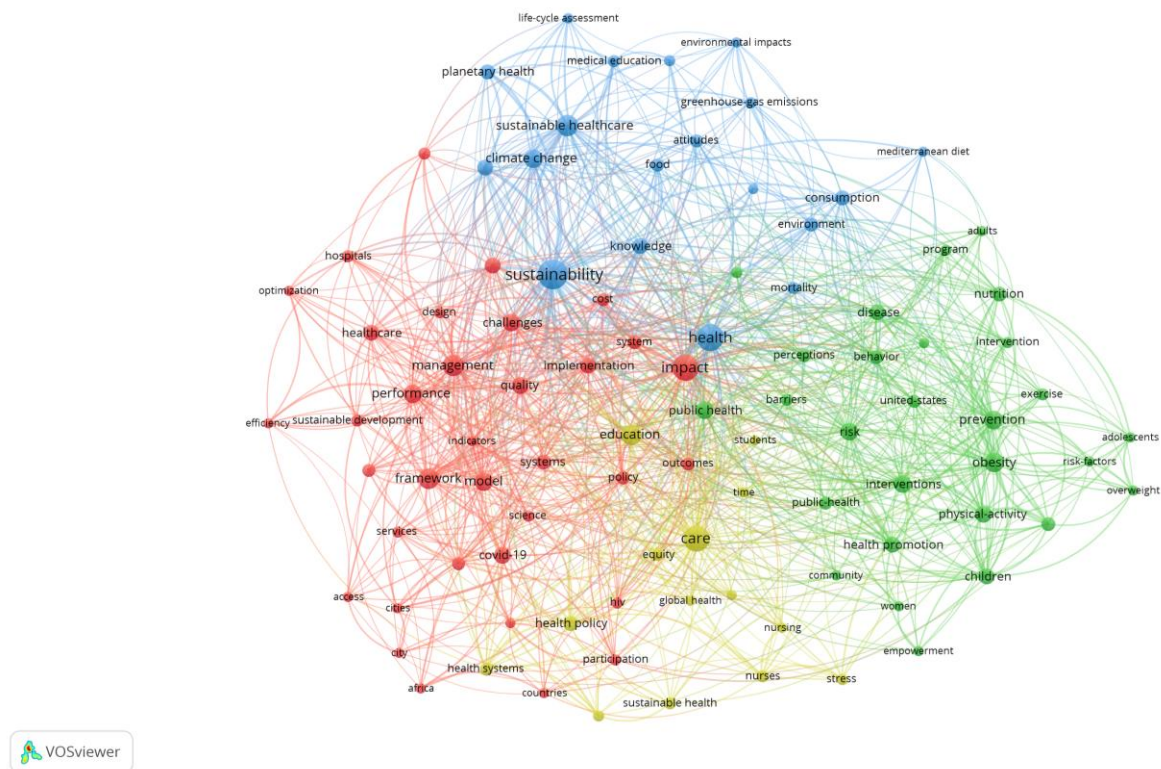 life-cycle assessment
environmental impacts
medical education
planetary health
greenhouse-gas emissions
sustainable healthcare
attitudes
mediterranean diet
climate change
food
consumption
environment
adults
knowledge
program
hospitals
sustainability
optimization
mortality
nutrition
cost
design
disease
challenges
healthcare
health
system
intervention
perceptions
behavior
management
implementation
impact
quality
performance
exercise
barriers
united-states
public health
efficiency
sustainable development
prevention
education
risk
students
adolescents
indicators
systems
outcomes
obesity
risk-factors
framework
model
policy
interventions
time
overweight
public-health
science
physical-activity
services
care
health promotion
covid-19
equity
community
children
access
cities
hiv
global health
women
health policy
nursing
city
participation
empowerment
health systems
nurses
stress
africa
countries
sustainable health
VOSviewer